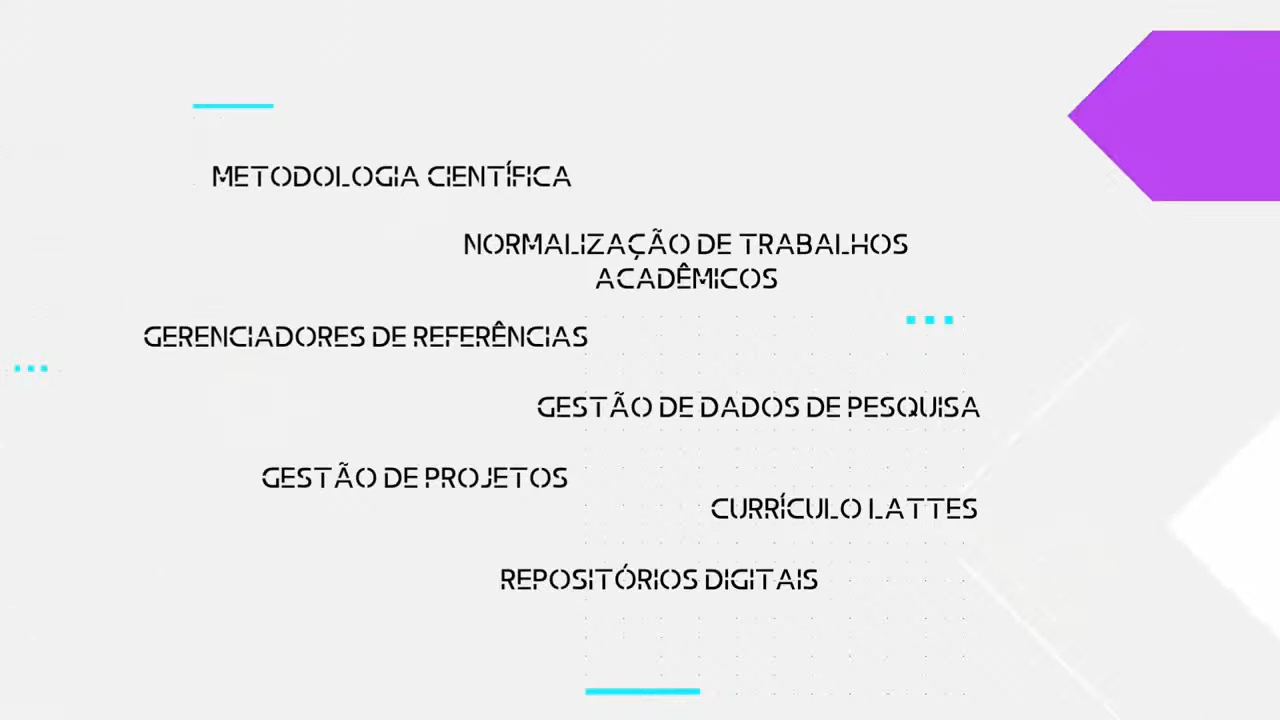 METODOLOGIA CIENTÍFICA
NORMALIZAÇÃO DE TRABALHOS
ACADÊMICOS
GERENCIADORES DE REFERÊNCIAS
GESTÃO DE DADOS DE PESQUISA
GESTÃO DE PROJETOS
CURRÍCULO LATTES
REPOSITÓRIOS DIGITAIS